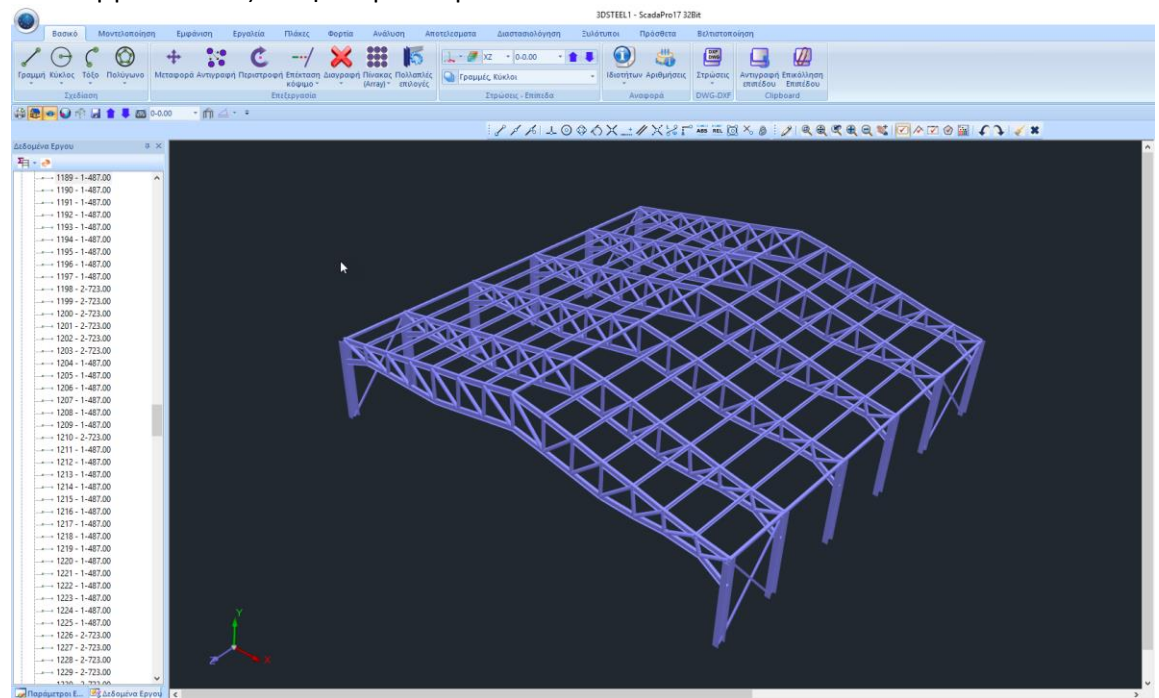 3DSTEEL1 - ScadaPro17 32Bit
Βασικό Μοντελοποίηση Εμφάνιση Εργαλεία Πλάκες Φορτία Ανάλυση Αποτελεσματα Διαστασιολόγηση Ξυλότυποι Πρόσθετα Βελτιστοποίηση
XZ 0-0.00
Γραμμές, Κύκλοι
Γραμμή Κύκλος Τόξο Πολύγωνο Μεταφορά Αντιγραφή Περιστροφή Επέκταση κόψιμο Διαγραφή Πίνακας (Array) Πολλαπλές επιλογές Ιδιοτήτων Αριθμήσεις Στρώσεις Αντιγραφή επιπέδου Επικόλληση Επιπέδου
Σχεδίαση Επεξεργασία Στρώσεις - Επίπεδα Αναφορά DWG-DXF Clipboard
0-0.00
ABS REL
Δεδομένα Εργου
1189 - 1-487.00
1190 - 1-487.00
1191 - 1-487.00
1192 - 1-487.00
1193 - 1-487.00
1194 - 1-487.00
1195 - 1-487.00
1196 - 1-487.00
1197 - 1-487.00
1198 - 2-723.00
1199 - 2-723.00
1200 - 2-723.00
1201 - 2-723.00
1202 - 2-723.00
1203 - 2-723.00
1204 - 1-487.00
1205 - 1-487.00
1206 - 1-487.00
1207 - 1-487.00
1208 - 1-487.00
1209 - 1-487.00
1210 - 2-723.00
1211 - 1-487.00
1212 - 1-487.00
1213 - 1-487.00
1214 - 1-487.00
1215 - 1-487.00
1216 - 1-487.00
1217 - 1-487.00
1218 - 1-487.00
1219 - 1-487.00
1220 - 1-487.00
1221 - 1-487.00
1222 - 1-487.00
1223 - 1-487.00
1224 - 1-487.00
1225 - 1-487.00
1226 - 2-723.00
1227 - 2-723.00
1228 - 2-723.00
1229 - 2-723.00
Y
Z X
Παράμετροι Ε... Δεδομένα Εργου